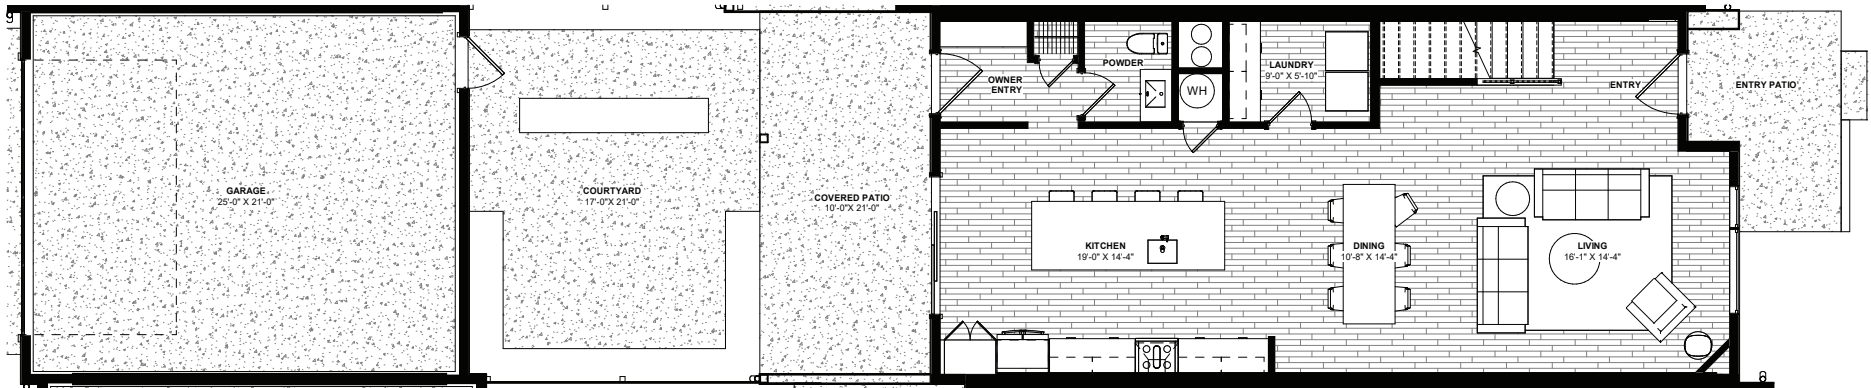 GARAGE
25'-0" X 21'-0"
COURTYARD
17'-0"X 21'-0"
COVERED PATIO
10'-0"X 21'-0"
OWNER
ENTRY
POWDER
WH
LAUNDRY
9'-0" X 5'-10"
ENTRY
ENTRY PATIO
KITCHEN
19'-0" X 14'-4"
DINING
10'-8" X 14'-4"
LIVING
16'-1" X 14'-4"